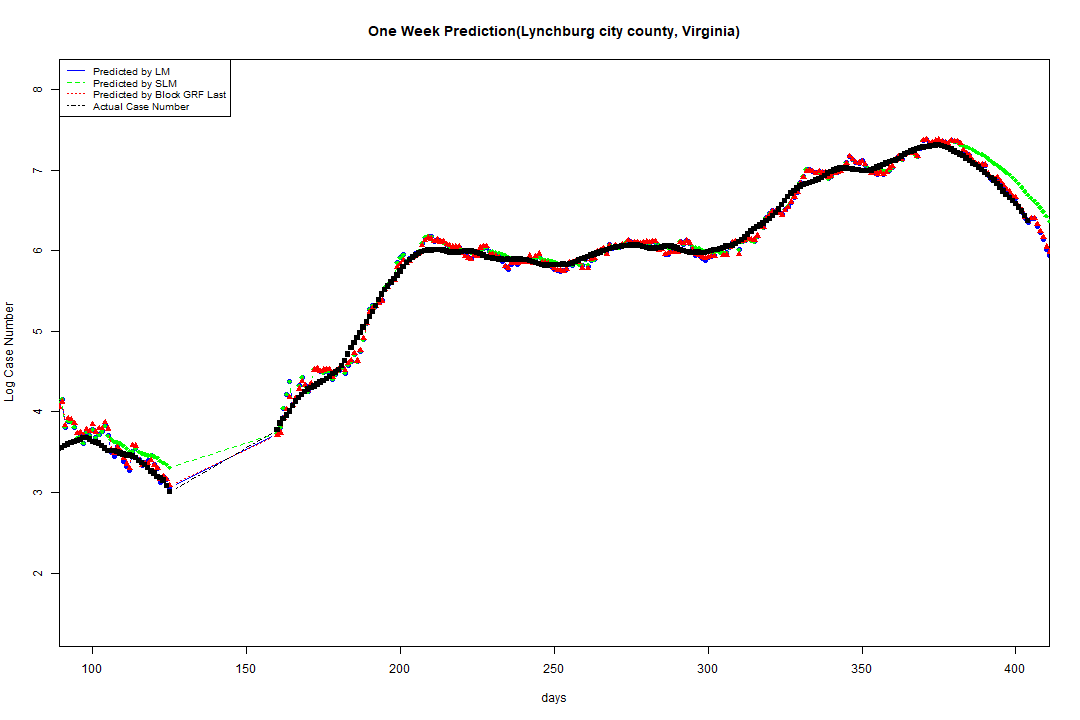 One Week Prediction(Lynchburg city county, Virginia)
Predicted by LM
Predicted by SLM
Predicted by Block GRF Last
Actual Case Number
8
7
6
5
4
3
2
Log Case Number
100 150 200 250 300 350 400
days